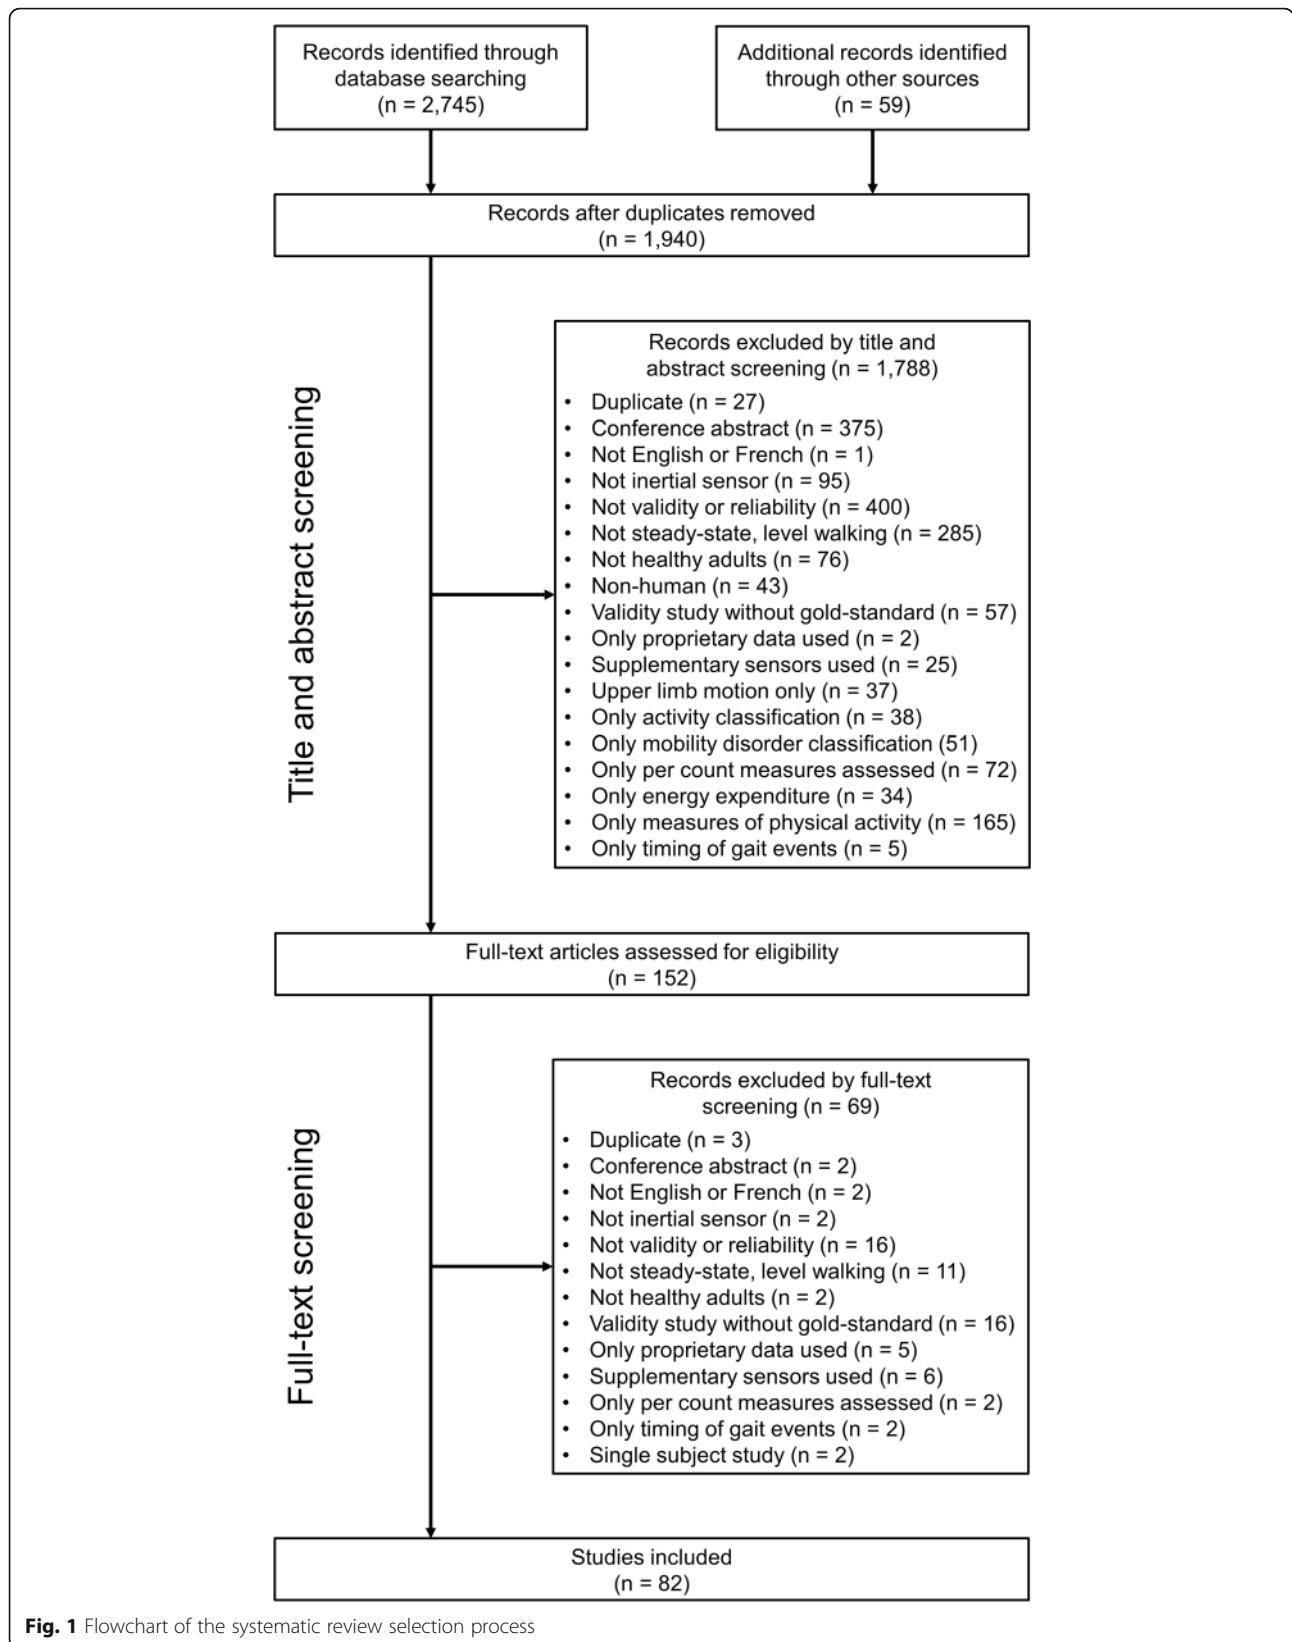 Records identified through
database searching
(n = 2,745)
Additional records identified
through other sources
(n = 59)
Records after duplicates removed
(n = 1,940)
Title and abstract screening
Records excluded by title and
abstract screening (n = 1,788)
• Duplicate (n = 27)
• Conference abstract (n = 375)
• Not English or French (n = 1)
• Not inertial sensor (n = 95)
• Not validity or reliability (n = 400)
• Not steady-state, level walking (n = 285)
• Not healthy adults (n = 76)
• Non-human (n = 43)
• Validity study without gold-standard (n = 57)
• Only proprietary data used (n = 2)
• Supplementary sensors used (n = 25)
• Upper limb motion only (n = 37)
• Only activity classification (n = 38)
• Only mobility disorder classification (51)
• Only per count measures assessed (n = 72)
• Only energy expenditure (n = 34)
• Only measures of physical activity (n = 165)
• Only timing of gait events (n = 5)
Full-text articles assessed for eligibility
(n = 152)
Full-text screening
Records excluded by full-text
screening (n = 69)
• Duplicate (n = 3)
• Conference abstract (n = 2)
• Not English or French (n = 2)
• Not inertial sensor (n = 2)
• Not validity or reliability (n = 16)
• Not steady-state, level walking (n = 11)
• Not healthy adults (n = 2)
• Validity study without gold-standard (n = 16)
• Only proprietary data used (n = 5)
• Supplementary sensors used (n = 6)
• Only per count measures assessed (n = 2)
• Only timing of gait events (n = 2)
• Single subject study (n = 2)
Studies included
(n = 82)
Fig. 1 Flowchart of the systematic review selection process